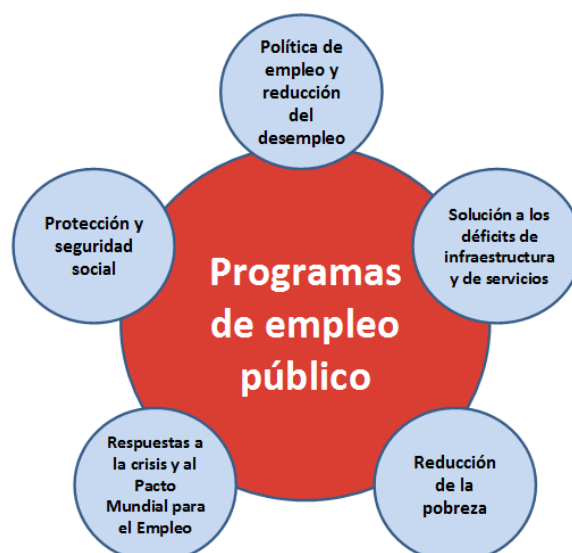 Política de
empleo y
reducción
del
desempleo
Protección y
seguridad
social
Solución a los
déficits de
infraestructura
y de servicios
Programas
de empleo
público
Respuestas a
la crisis y al
Pacto
Mundial para
el Empleo
Reducción
de la
pobreza